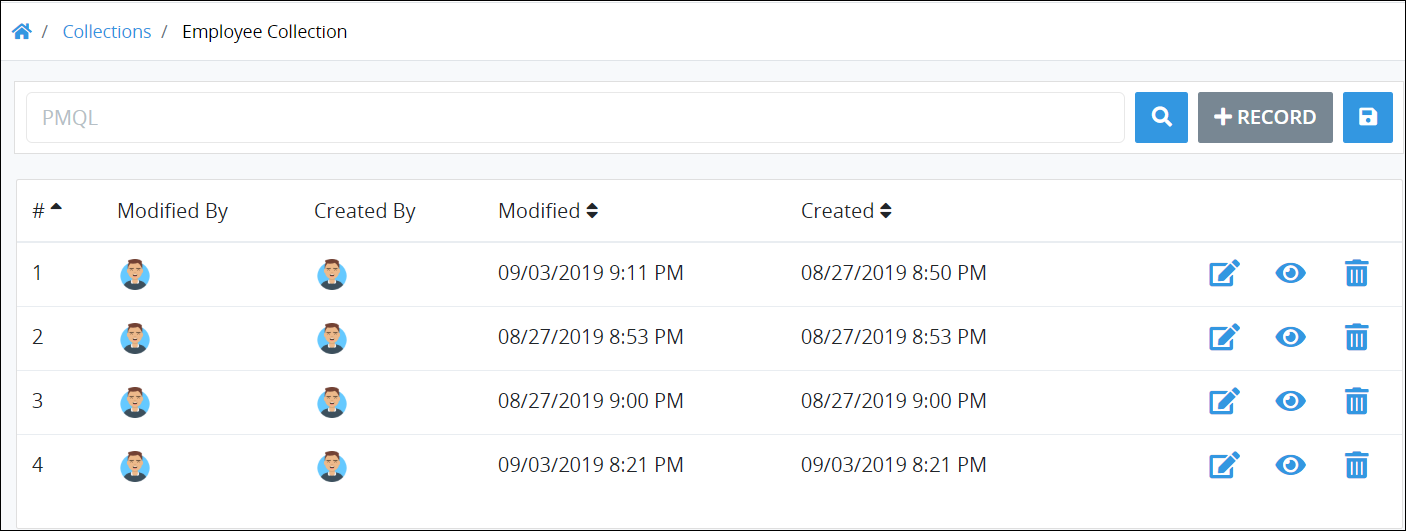 / Collections / Employee Collection
PMQL
RECORD
# Modified By Created By Modified Created
1 09/03/2019 9:11 PM 08/27/2019 8:50 PM
2 08/27/2019 8:53 PM 08/27/2019 8:53 PM
3 08/27/2019 9:00 PM 08/27/2019 9:00 PM
4 09/03/2019 8:21 PM 09/03/2019 8:21 PM